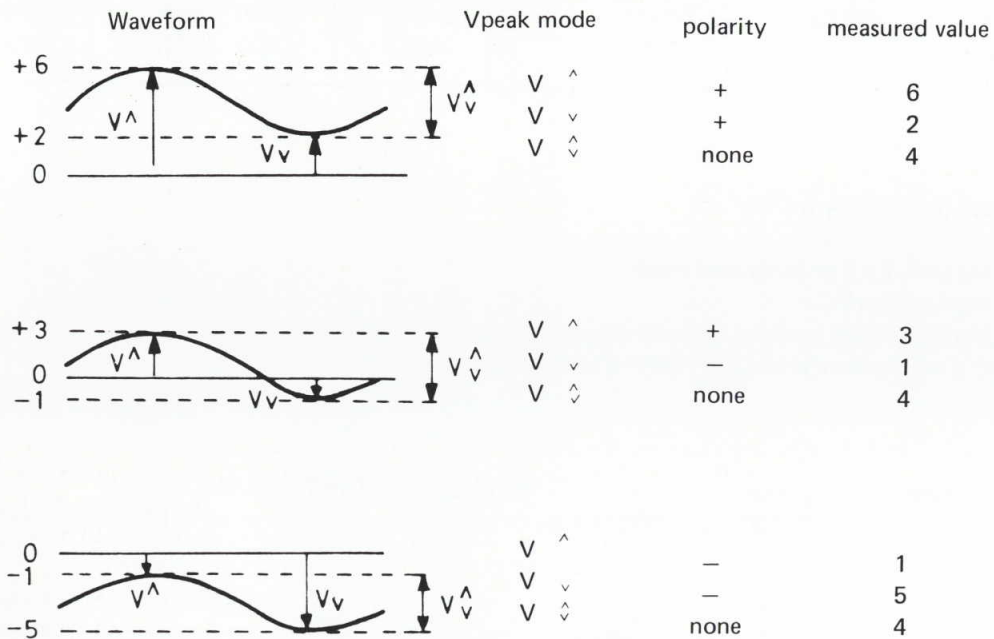 Waveform Vpeak mode polarity measured value
+6
V^ V^v V ^ + 6
+2 Vv V v + 2
0 V ^v none 4
+3 V ^ + 3
V^ V^v
0 V v – 1
–1 Vv V ^v none 4
0 V ^ – 1
–1 V^ Vv V^v V v – 5
–5 V ^v none 4